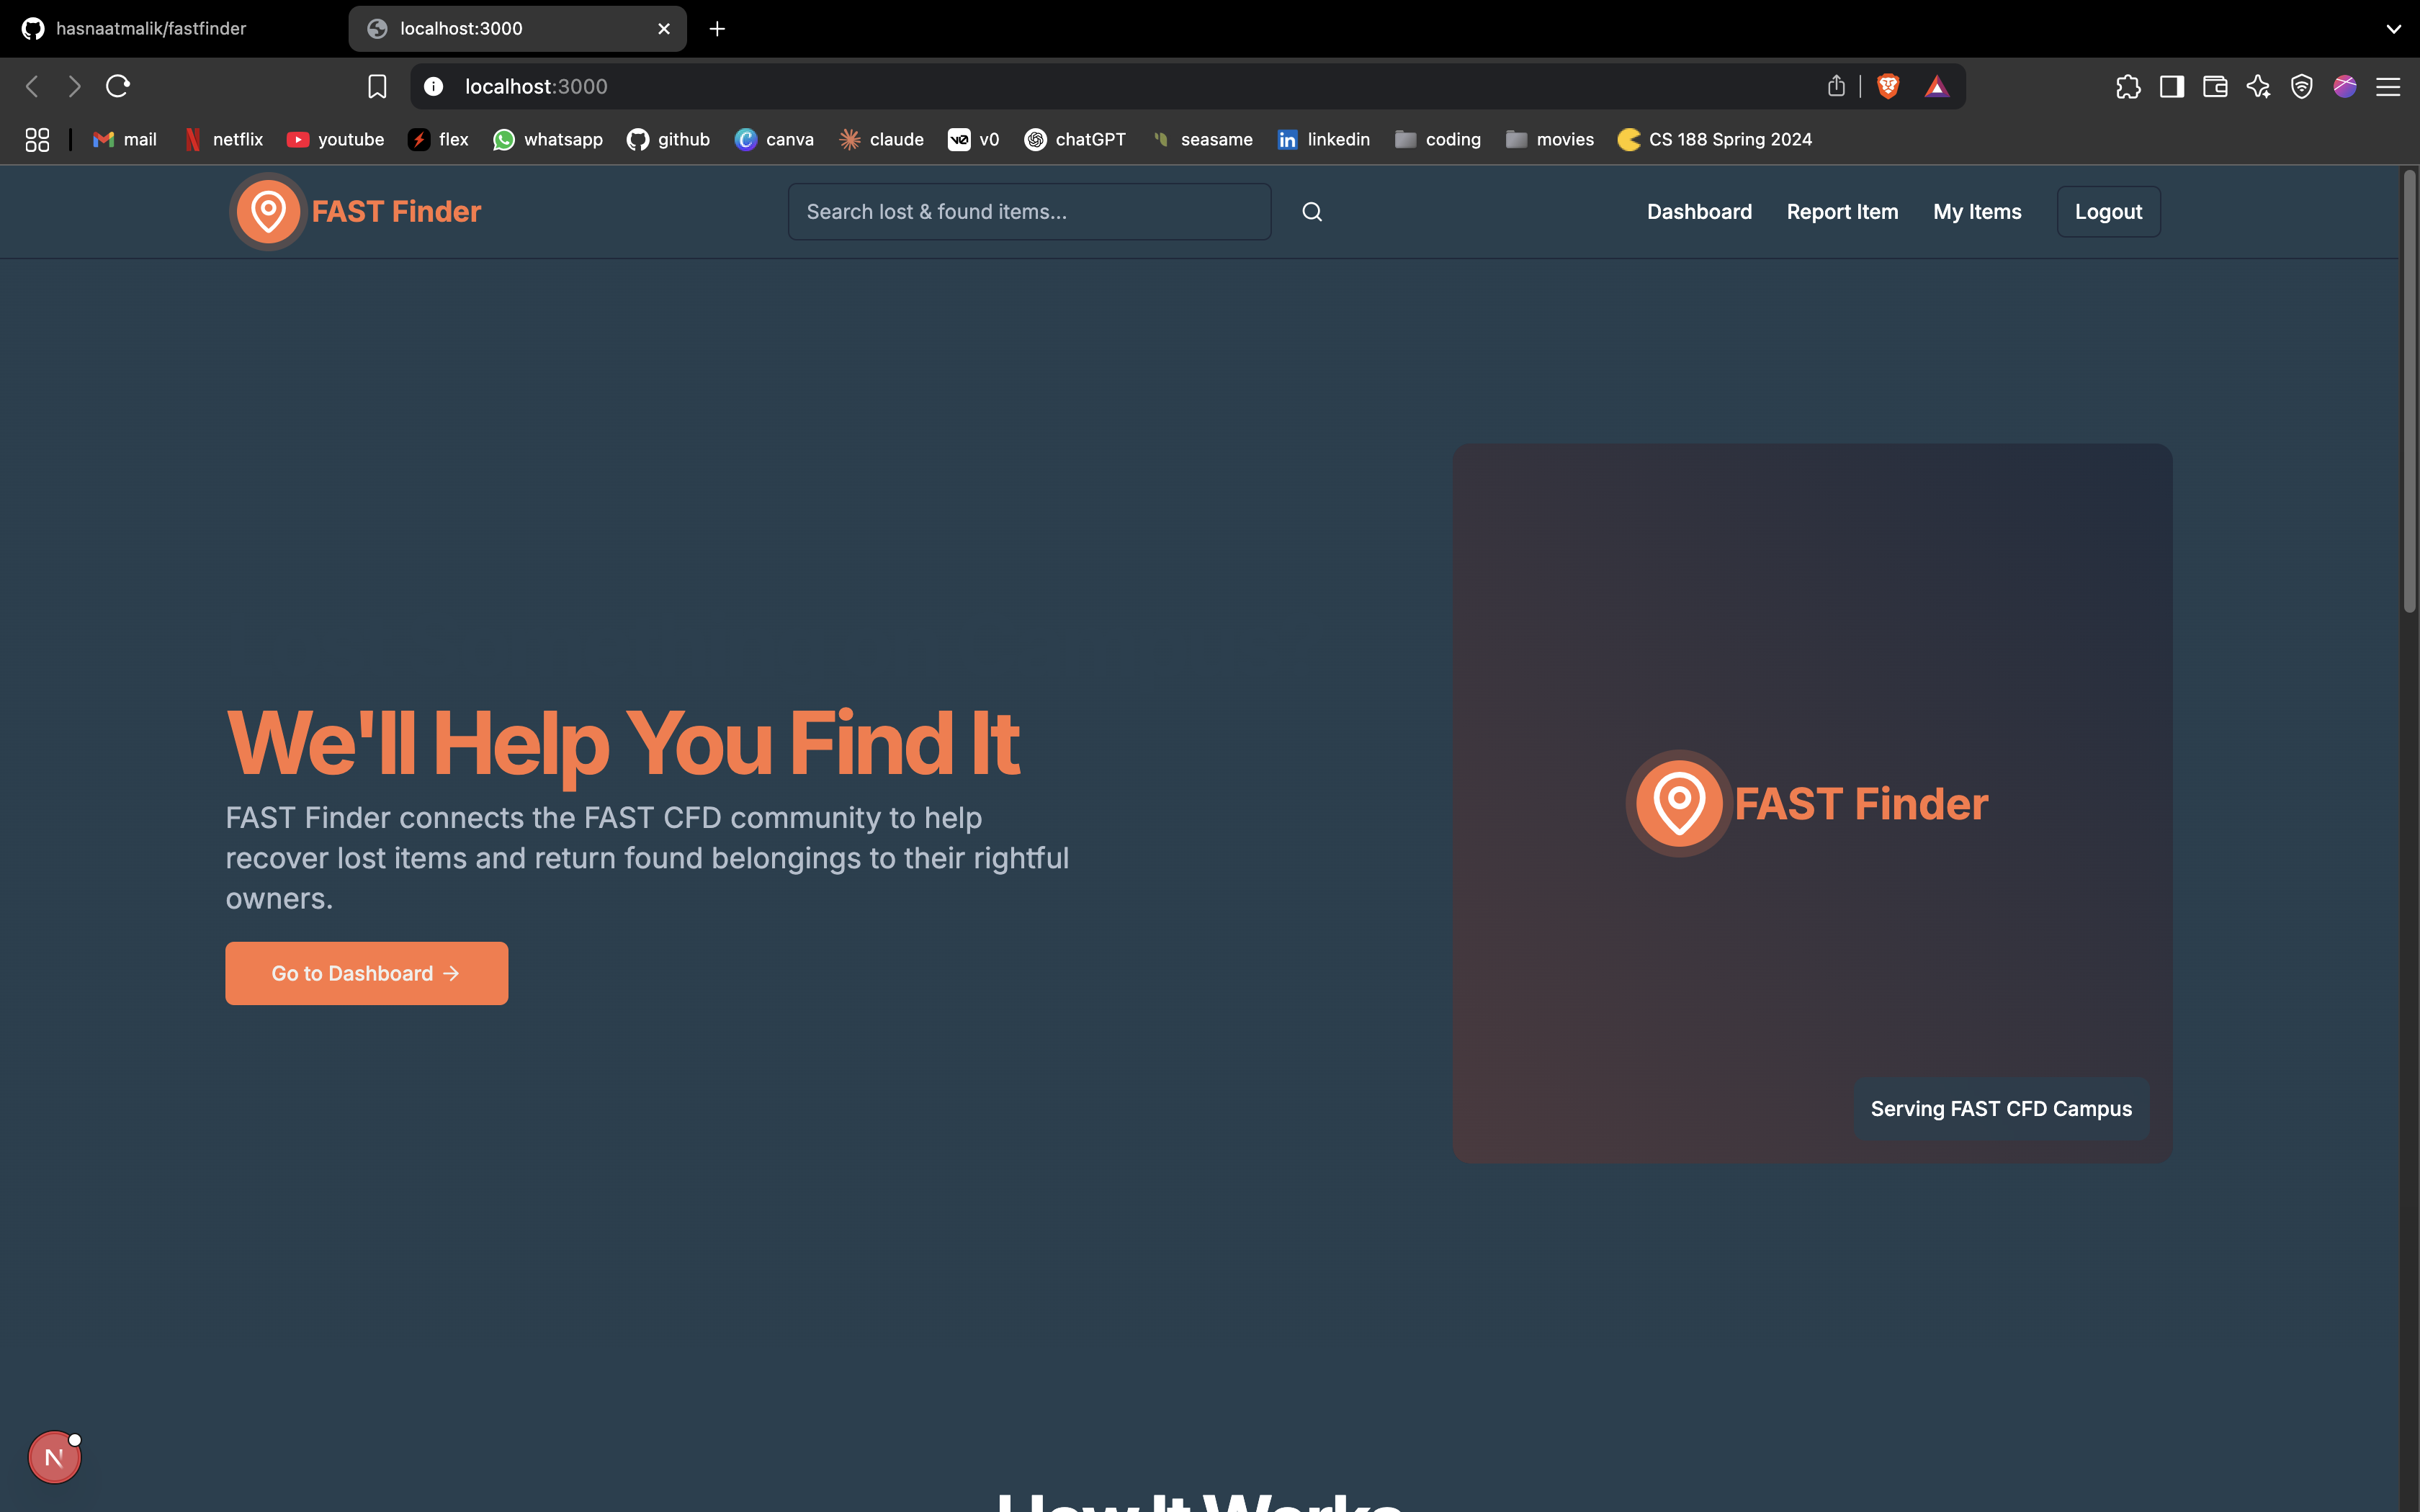 hasnaatmalik/fastfinder
localhost:3000
localhost:3000
mail netflix youtube flex whatsapp github canva claude v0 chatGPT seasame linkedin coding movies CS 188 Spring 2024
FAST Finder
Search lost & found items...
Dashboard Report Item My Items Logout
We'll Help You Find It
FAST Finder connects the FAST CFD community to help
recover lost items and return found belongings to their rightful
owners.
Go to Dashboard →
FAST Finder
Serving FAST CFD Campus
N
How It Works